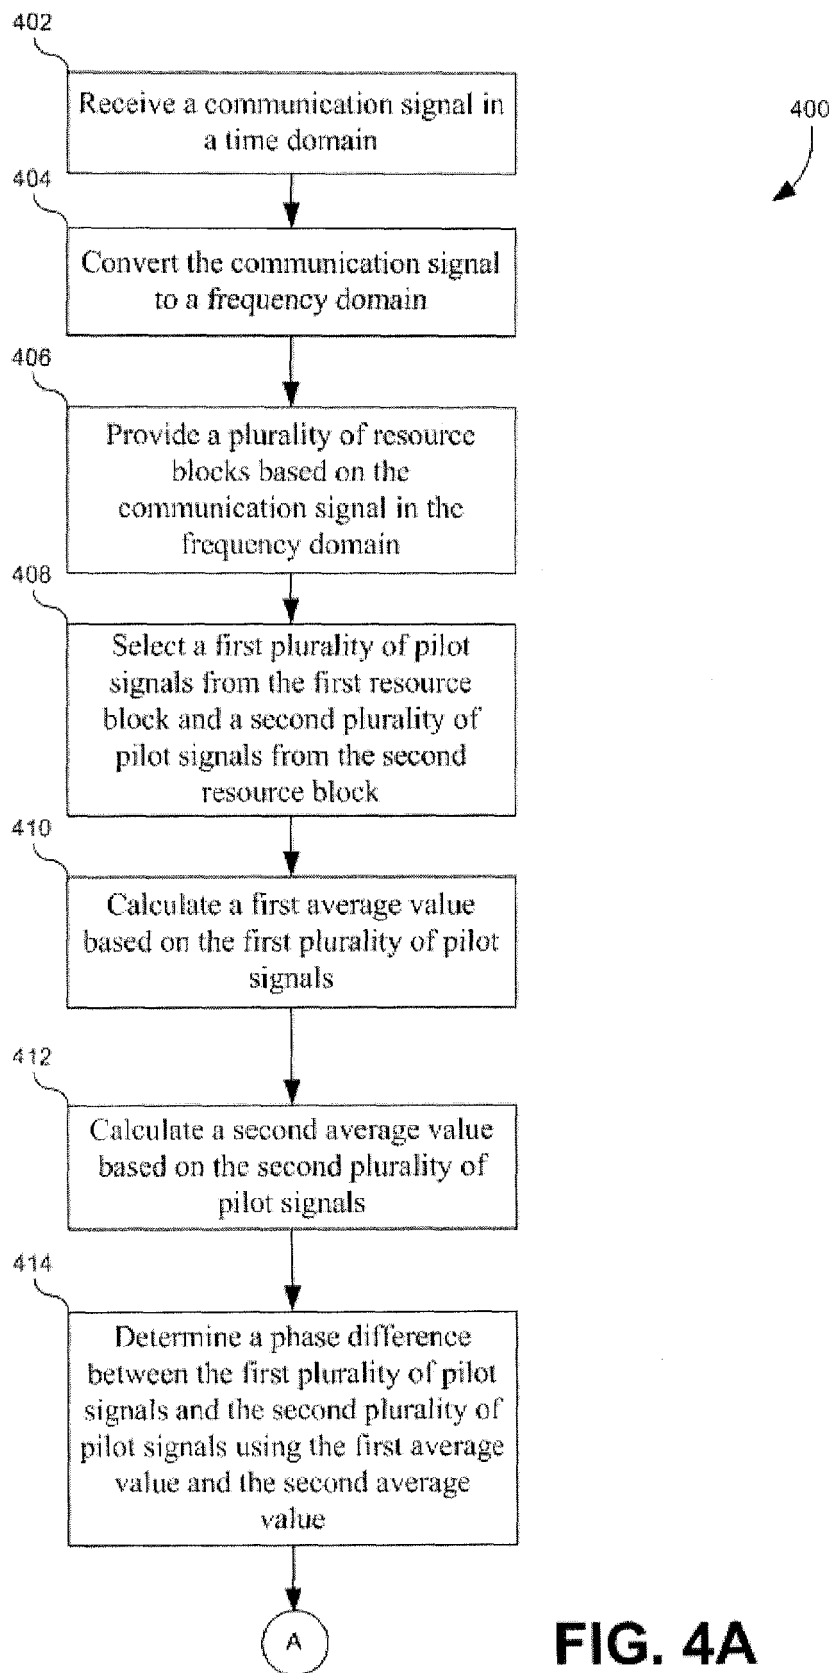 402
400
Receive a communication signal in
a time domain
404
Convert the communication signal
to a frequency domain
406
Provide a plurality of resource
blocks based on the
communication signal in the
frequency domain
408
Select a first plurality of pilot
signals from the first resource
block and a second plurality of
pilot signals from the second
resource block
410
Calculate a first average value
based on the first plurality of pilot
signals
412
Calculate a second average value
based on the second plurality of
pilot signals
414
Determine a phase difference
between the first plurality of pilot
signals and the second plurality of
pilot signals using the first average
value and the second average
value
A
FIG. 4A